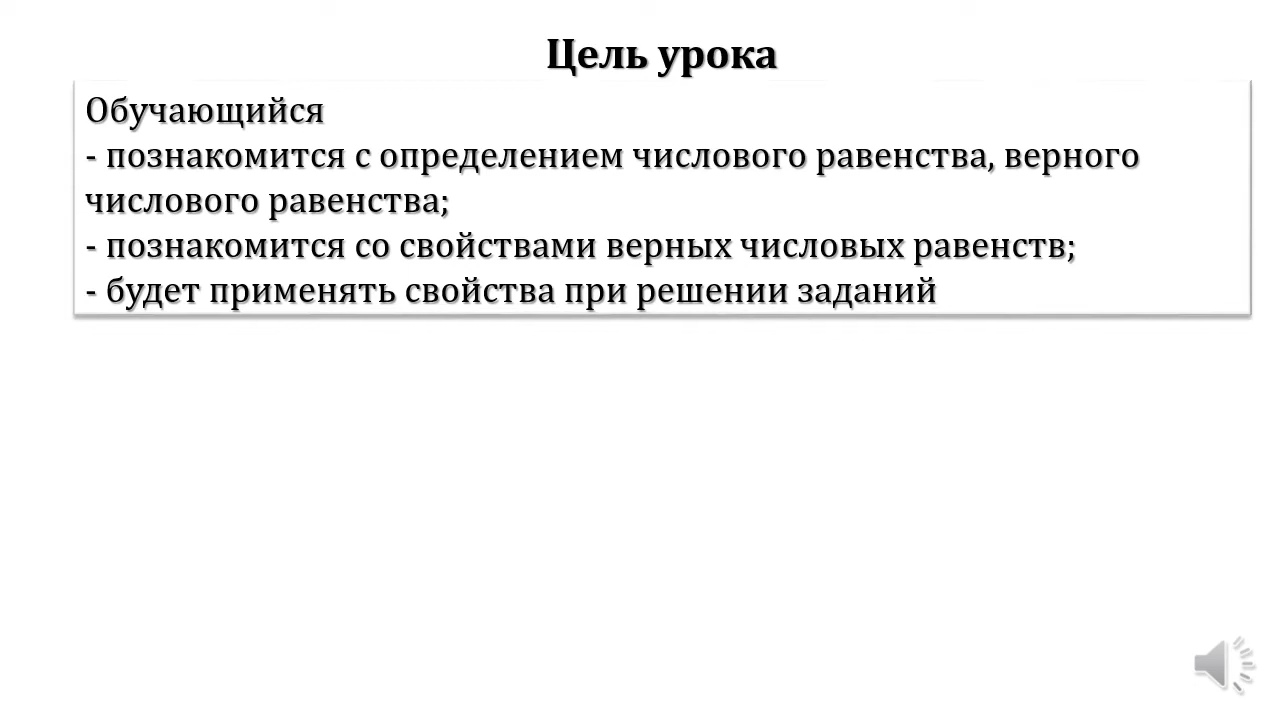 Цель урока
Обучающийся
- познакомится с определением числового равенства, верного
числового равенства;
- познакомится со свойствами верных числовых равенств;
- будет применять свойства при решении заданий